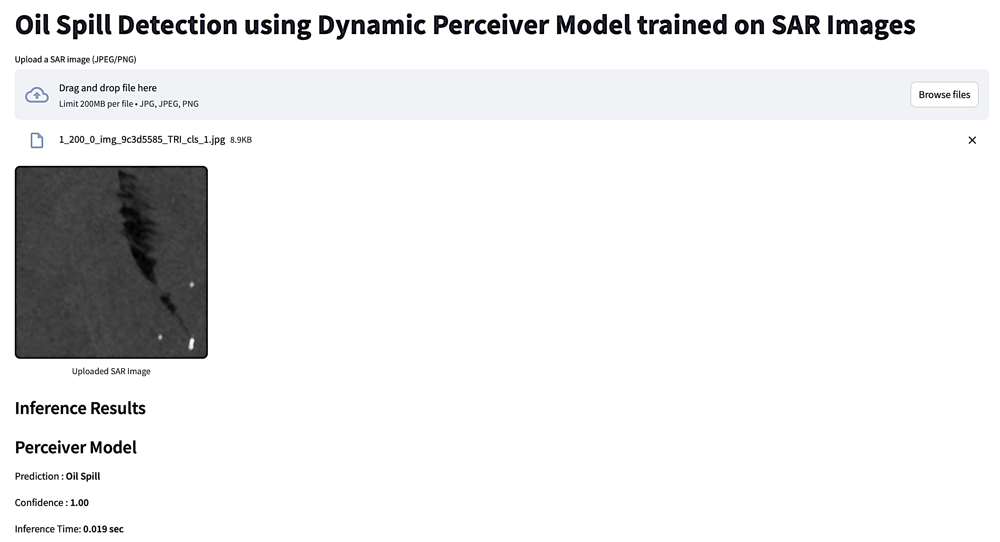 Oil Spill Detection using Dynamic Perceiver Model trained on SAR Images
Upload a SAR image (JPEG/PNG)
Drag and drop file here
Limit 200MB per file • JPG, JPEG, PNG
Browse files
1_200_0_img_9c3d5585_TRI_cls_1.jpg 8.9KB
Uploaded SAR Image
Inference Results
Perceiver Model
Prediction : Oil Spill
Confidence : 1.00
Inference Time: 0.019 sec